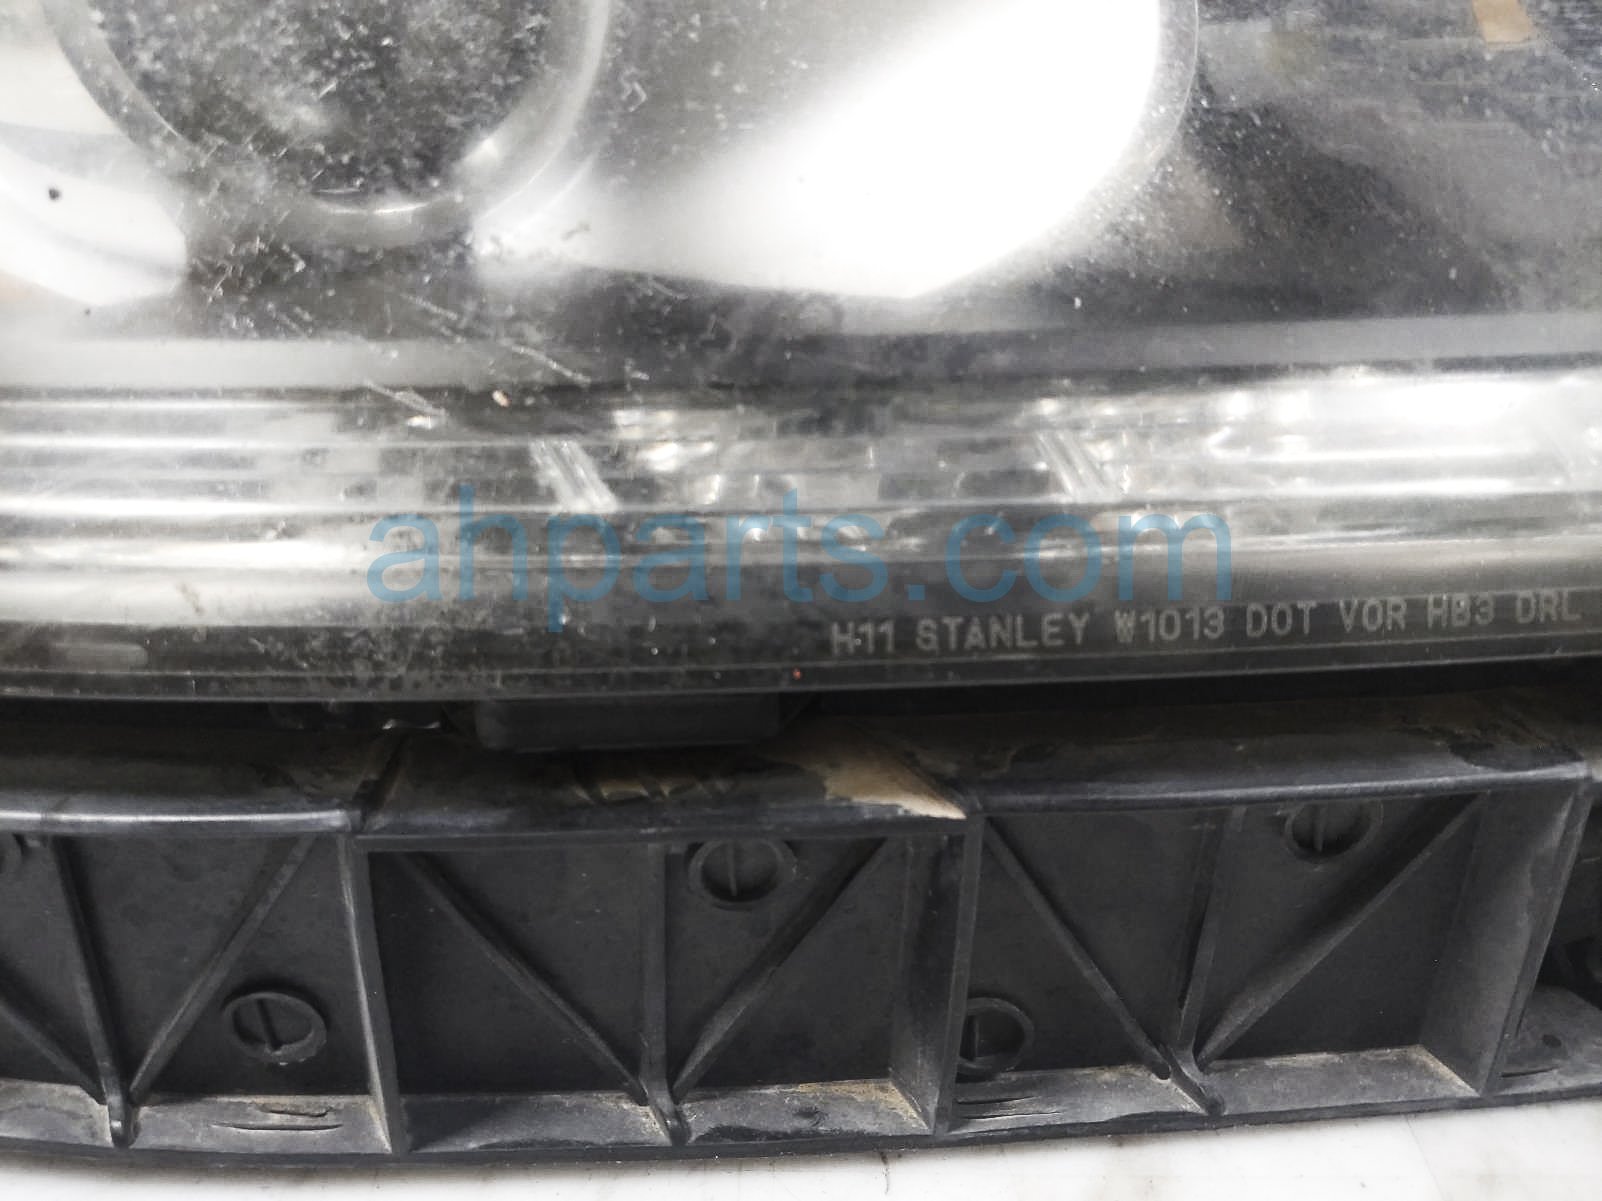 ahparts.com
H11 STANLEY W1013 DOT VOR HB3 DRL